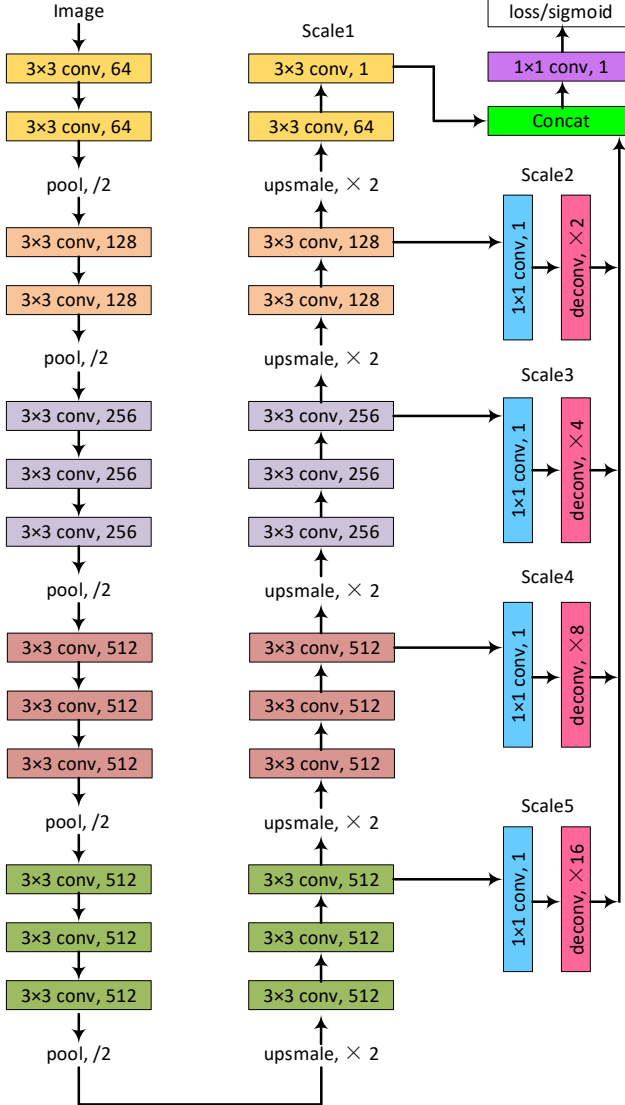 Image
3×3 conv, 64
3×3 conv, 64
pool, /2
3×3 conv, 128
3×3 conv, 128
pool, /2
3×3 conv, 256
3×3 conv, 256
3×3 conv, 256
pool, /2
3×3 conv, 512
3×3 conv, 512
3×3 conv, 512
pool, /2
3×3 conv, 512
3×3 conv, 512
3×3 conv, 512
pool, /2
Scale1
3×3 conv, 1
3×3 conv, 64
upsmale, × 2
3×3 conv, 128
3×3 conv, 128
upsmale, × 2
3×3 conv, 256
3×3 conv, 256
3×3 conv, 256
upsmale, × 2
3×3 conv, 512
3×3 conv, 512
3×3 conv, 512
upsmale, × 2
3×3 conv, 512
3×3 conv, 512
3×3 conv, 512
upsmale, × 2
loss/sigmoid
1×1 conv, 1
Concat
Scale2
1×1 conv, 1
deconv, ×2
Scale3
1×1 conv, 1
deconv, ×4
Scale4
1×1 conv, 1
deconv, ×8
Scale5
1×1 conv, 1
deconv, ×16